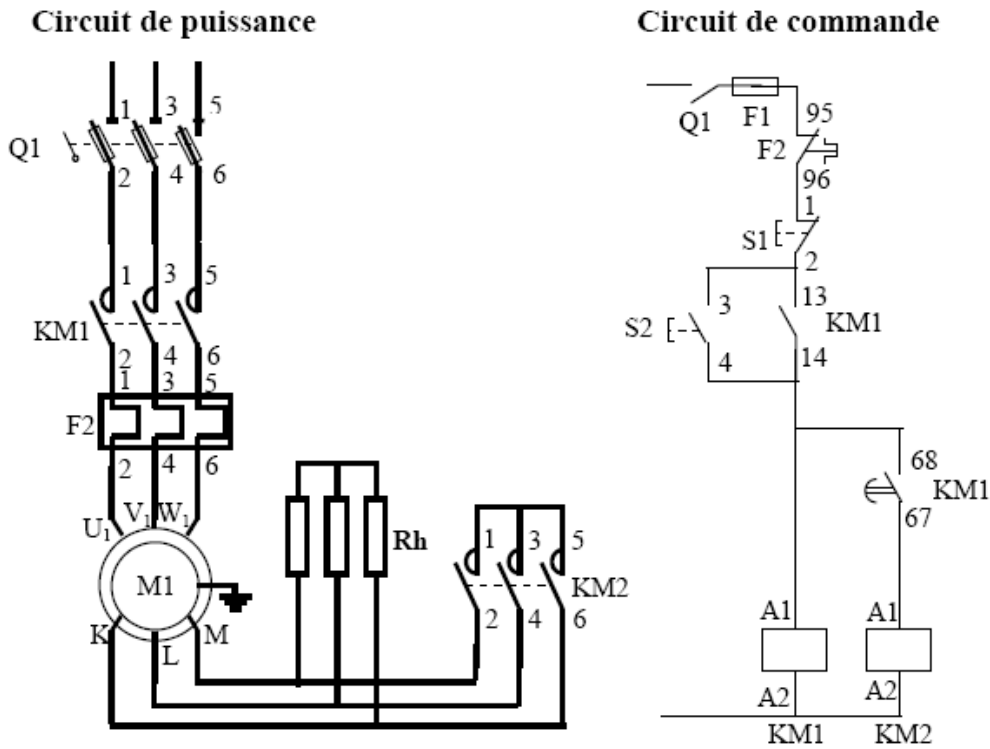 Circuit de puissance
1 3 5
Q1
2 4 6
1 3 5
KM1
2 4 6
1 3 5
F2
2 4 6
U1 V1 W1
M1
K L M
Rh
1 3 5
KM2
2 4 6
Circuit de commande
Q1 F1
95
F2
96
1
S1
2
3 13
S2 KM1
4 14
68
KM1
67
A1 A1
A2 A2
KM1 KM2